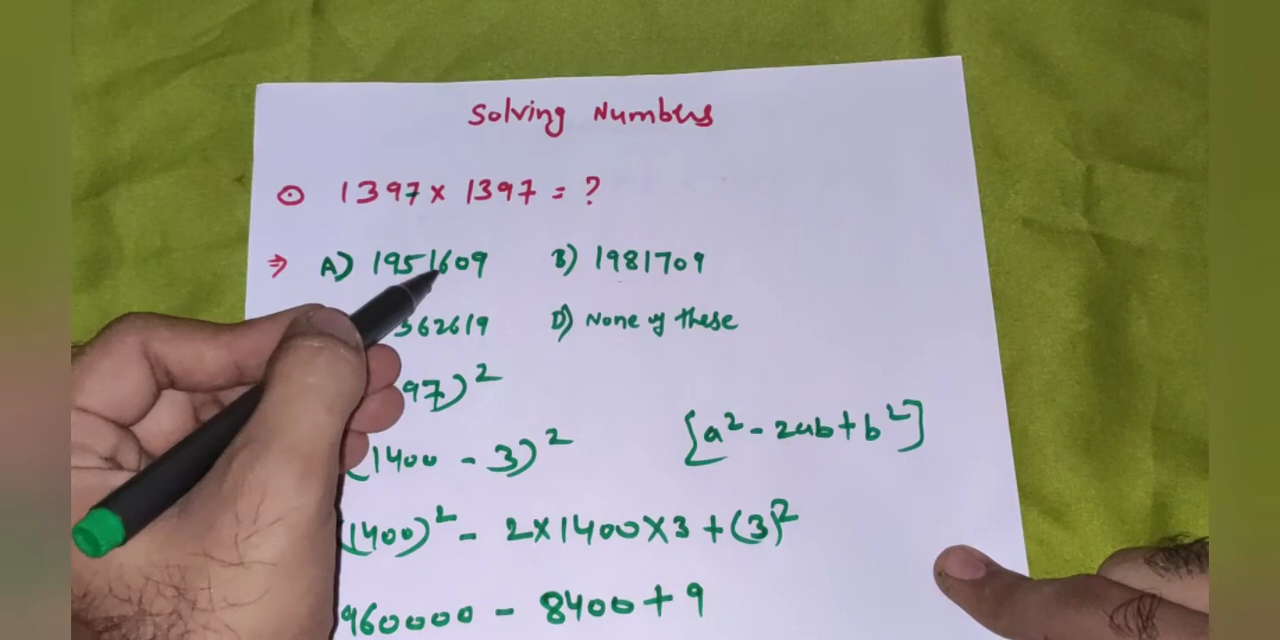 Solving Numbers
⊙ 1397 × 1397 = ?
⇒ A) 1951609 B) 1981709
362619 D) None of these
97)²
(1400 - 3)² [a² - 2ab + b²]
(1400)² - 2×1400×3 + (3)²
960000 - 8400 + 9